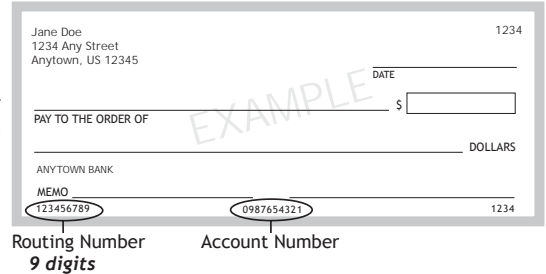 Jane Doe 1234
1234 Any Street
Anytown, US 12345
DATE
EXAMPLE
$
PAY TO THE ORDER OF
DOLLARS
ANYTOWN BANK
MEMO
123456789 0987654321 1234
Routing Number Account Number
9 digits